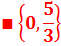 ■ {0, 5/3}